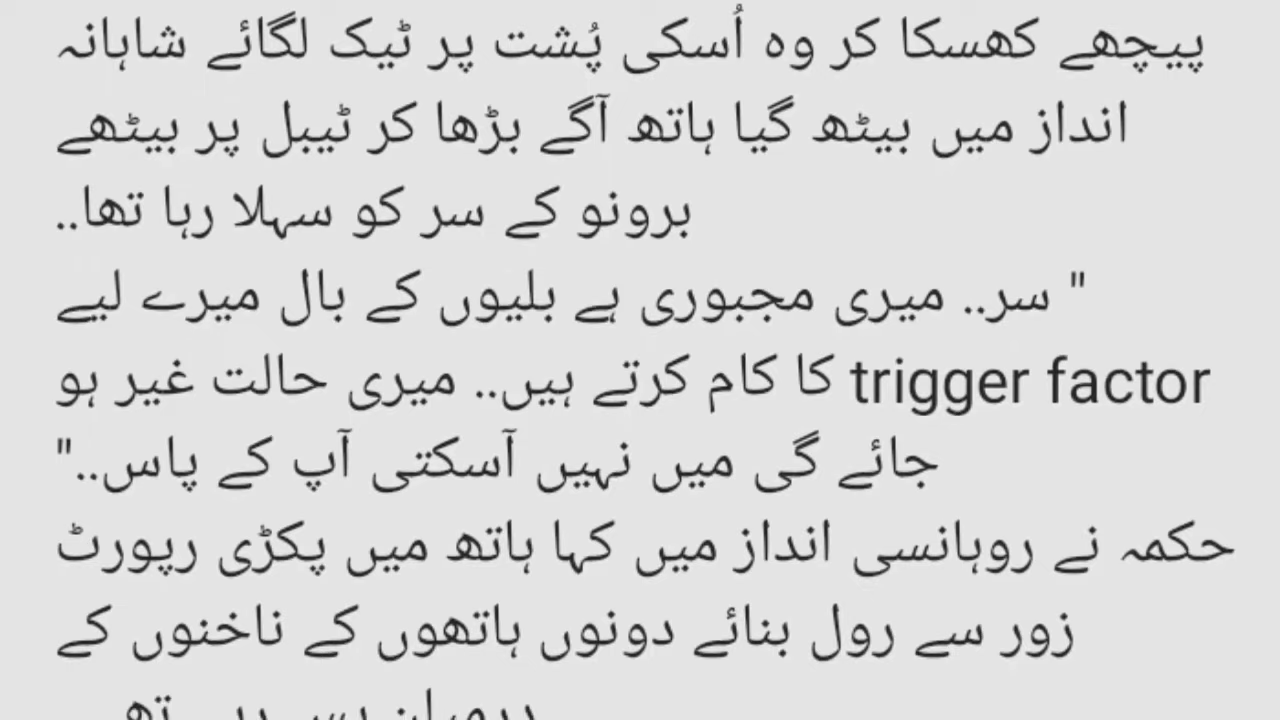 پیچھے کھسکا کر وہ اُسکی پُشت پر ٹیک لگائے شاہانہ
انداز میں بیٹھ گیا ہاتھ آگے بڑھا کر ٹیبل پر بیٹھے
برونو کے سر کو سہلا رہا تھا..
" سر.. میری مجبوری ہے بلیوں کے بال میرے لیے
trigger factor کا کام کرتے ہیں.. میری حالت غیر ہو
جائے گی میں نہیں آسکتی آپ کے پاس.."
حکمہ نے روہانسی انداز میں کہا ہاتھ میں پکڑی رپورٹ
زور سے رول بنائے دونوں ہاتھوں کے ناخنوں کے